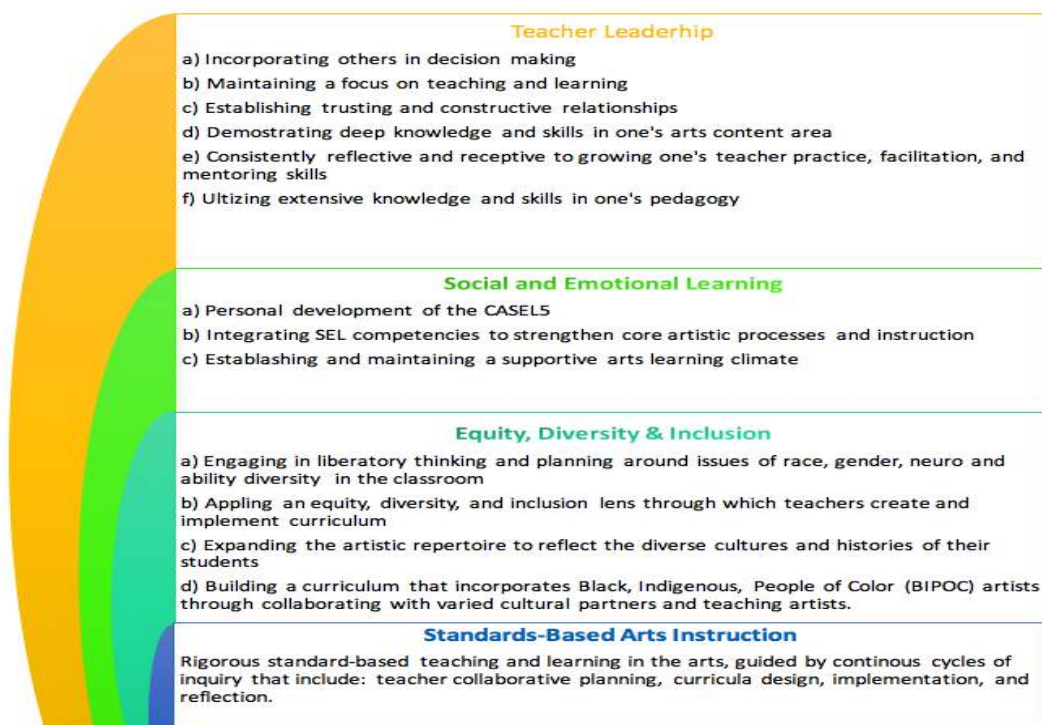 Teacher Leaderhip
a) Incorporating others in decision making
b) Maintaining a focus on teaching and learning
c) Establishing trusting and constructive relationships
d) Demostrating deep knowledge and skills in one's arts content area
e) Consistently reflective and receptive to growing one's teacher practice, facilitation, and
mentoring skills
f) Ultizing extensive knowledge and skills in one's pedagogy
Social and Emotional Learning
a) Personal development of the CASEL5
b) Integrating SEL competencies to strengthen core artistic processes and instruction
c) Establashing and maintaining a supportive arts learning climate
Equity, Diversity & Inclusion
a) Engaging in liberatory thinking and planning around issues of race, gender, neuro and
ability diversity in the classroom
b) Appling an equity, diversity, and inclusion lens through which teachers create and
implement curriculum
c) Expanding the artistic repertoire to reflect the diverse cultures and histories of their
students
d) Building a curriculum that incorporates Black, Indigenous, People of Color (BIPOC) artists
through collaborating with varied cultural partners and teaching artists.
Standards-Based Arts Instruction
Rigorous standard-based teaching and learning in the arts, guided by continous cycles of
inquiry that include: teacher collaborative planning, curricula design, implementation, and
reflection.